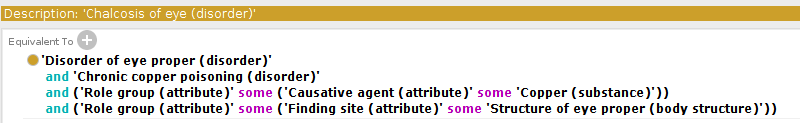 Description: 'Chalcosis of eye (disorder)'
Equivalent To +
'Disorder of eye proper (disorder)'
and 'Chronic copper poisoning (disorder)'
and ('Role group (attribute)' some ('Causative agent (attribute)' some 'Copper (substance)'))
and ('Role group (attribute)' some ('Finding site (attribute)' some 'Structure of eye proper (body structure)'))